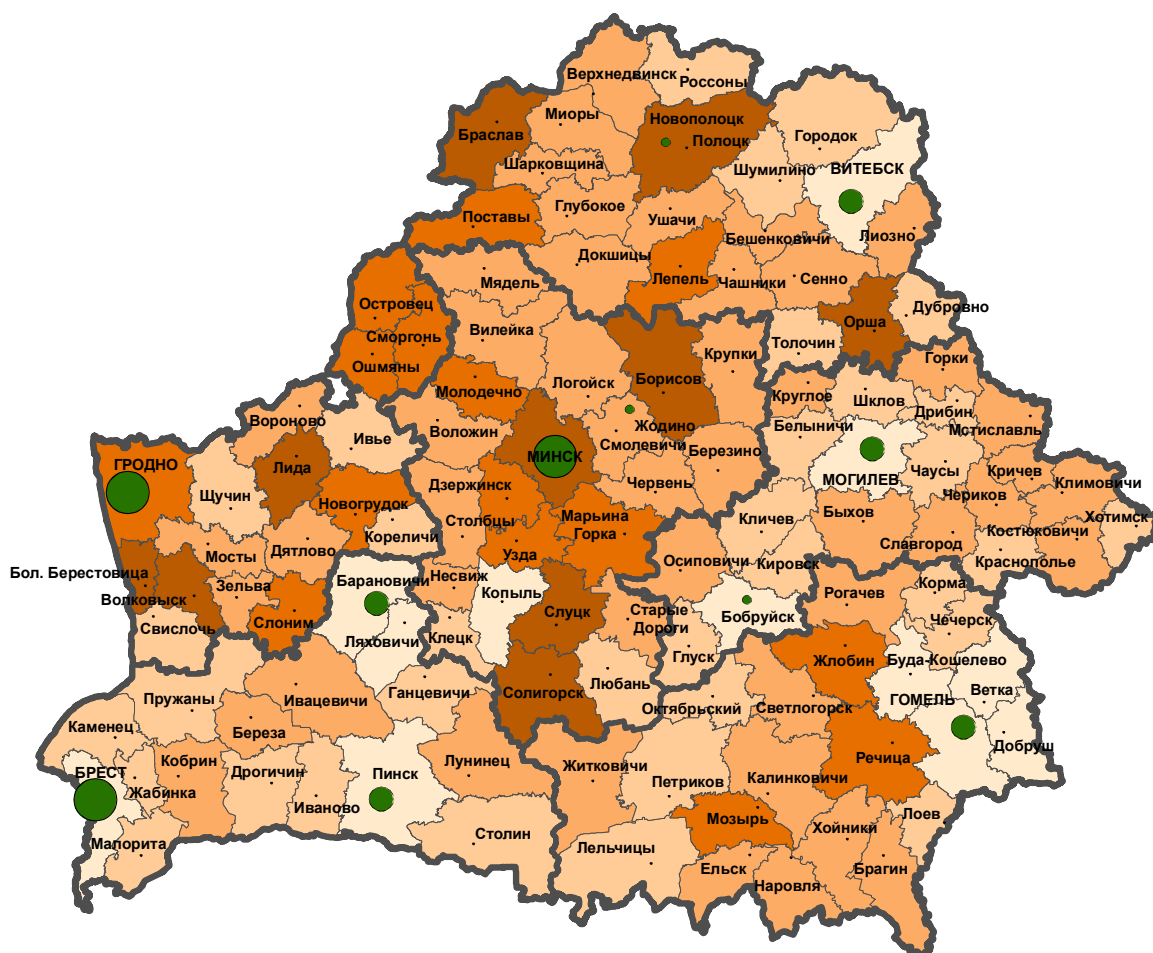 Верхнедвинск
Россоны
Миоры
Браслав
Новополоцк
Полоцк
Городок
Шарковщина
Шумилино
ВИТЕБСК
Поставы
Глубокое
Ушачи
Бешенковичи
Лиозно
Докшицы
Лепель
Чашники
Сенно
Мядель
Островец
Дубровно
Орша
Сморгонь
Вилейка
Толочин
Крупки
Горки
Ошмяны
Молодечно
Логойск
Борисов
Круглое
Шклов
Дрибин
Вороново
Ивье
Воложин
Жодино
Смолевичи
Белыничи
Мстиславль
МИНСК
Березино
ГРОДНО
Лида
Щучин
Дзержинск
Червень
МОГИЛЕВ
Чаусы
Кричев
Климовичи
Чериков
Новогрудок
Столбцы
Марьина
Горка
Кличев
Быхов
Хотимск
Кореличи
Костюковичи
Славгород
Мосты
Дятлово
Узда
Осиповичи
Кировск
Краснополье
Бол. Берестовица
Зельва
Барановичи
Несвиж
Копыль
Корма
Рогачев
Волковыск
Слоним
Слуцк
Старые
Дороги
Бобруйск
Чечерск
Свислочь
Ляховичи
Клецк
Глуск
Жлобин
Буда-Кошелево
Любань
Солигорск
Ганцевичи
Ветка
Пружаны
Ивацевичи
Октябрьский
Светлогорск
ГОМЕЛЬ
Каменец
Береза
Добруш
Речица
БРЕСТ
Кобрин
Дрогичин
Пинск
Лунинец
Житковичи
Петриков
Калинковичи
Жабинка
Иваново
Лоев
Мозырь
Хойники
Столин
Малорита
Лельчицы
Ельск
Брагин
Наровля